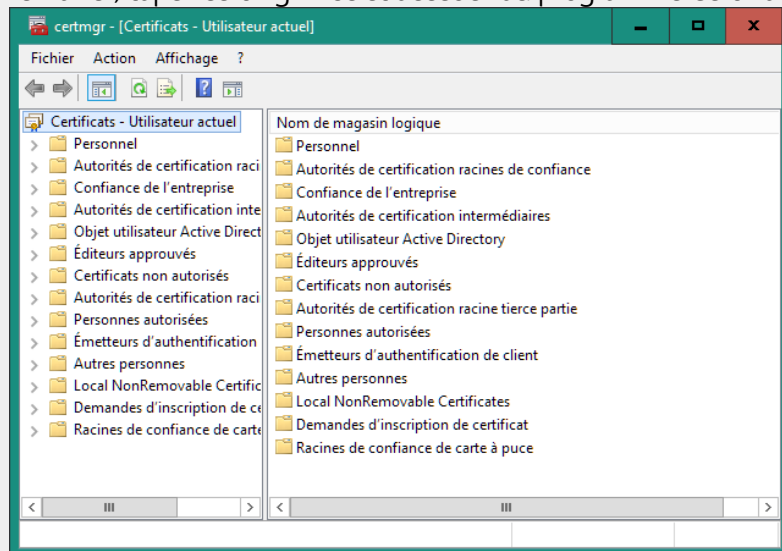 certmgr - [Certificats - Utilisateur actuel]
Fichier Action Affichage ?
Certificats - Utilisateur actuel
Personnel
Autorités de certification raci
Confiance de l'entreprise
Autorités de certification inte
Objet utilisateur Active Direct
Éditeurs approuvés
Certificats non autorisés
Autorités de certification raci
Personnes autorisées
Émetteurs d'authentification
Autres personnes
Local NonRemovable Certific
Demandes d'inscription de ce
Racines de confiance de carte
Nom de magasin logique
Personnel
Autorités de certification racines de confiance
Confiance de l'entreprise
Autorités de certification intermédiaires
Objet utilisateur Active Directory
Éditeurs approuvés
Certificats non autorisés
Autorités de certification racine tierce partie
Personnes autorisées
Émetteurs d'authentification de client
Autres personnes
Local NonRemovable Certificates
Demandes d'inscription de certificat
Racines de confiance de carte à puce